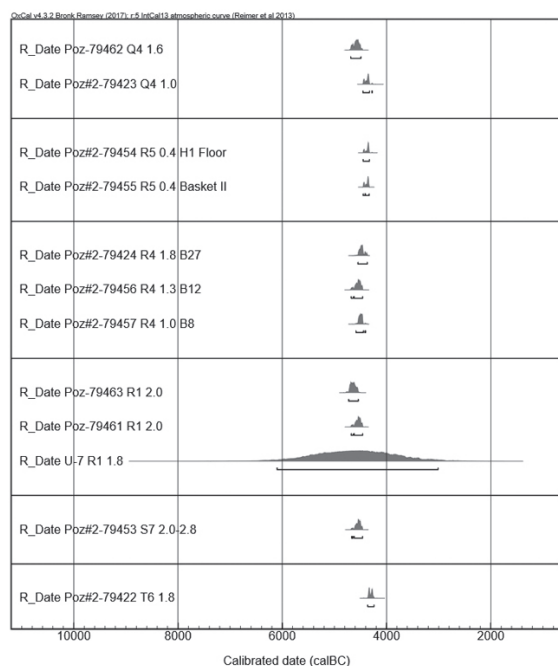 OxCal v4.3.2 Bronk Ramsey (2017); r:5 IntCal13 atmospheric curve (Reimer et al 2013)
R_Date Poz-79462 Q4 1.6
R_Date Poz#2-79423 Q4 1.0
R_Date Poz#2-79454 R5 0.4 H1 Floor
R_Date Poz#2-79455 R5 0.4 Basket II
R_Date Poz#2-79424 R4 1.8 B27
R_Date Poz#2-79456 R4 1.3 B12
R_Date Poz#2-79457 R4 1.0 B8
R_Date Poz-79463 R1 2.0
R_Date Poz-79461 R1 2.0
R_Date U-7 R1 1.8
R_Date Poz#2-79453 S7 2.0-2.8
R_Date Poz#2-79422 T6 1.8
10000 8000 6000 4000 2000
Calibrated date (calBC)